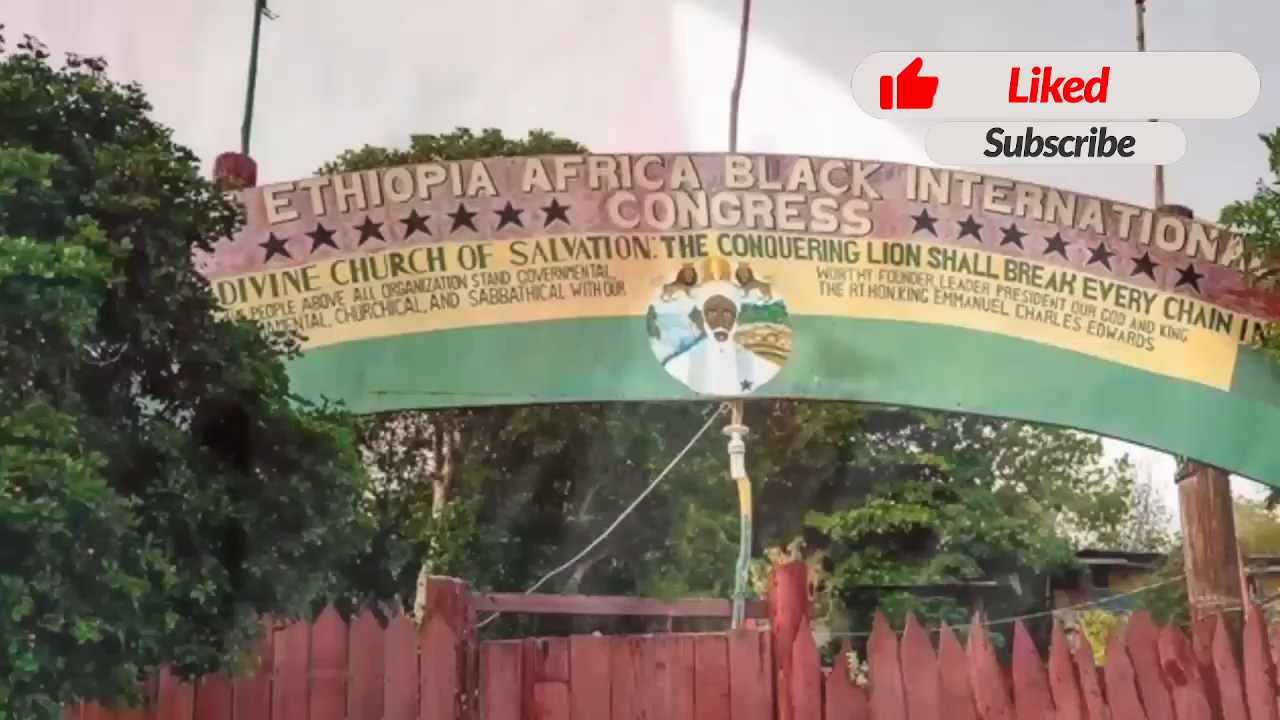 Liked
Subscribe
ETHIOPIA AFRICA BLACK INTERNATIONA
CONGRESS
DIVINE CHURCH OF SALVATION: THE CONQUERING LION SHALL BREAK EVERY CHAIN IN
PEOPLE ABOVE ALL ORGANIZATION STAND GOVERNMENTAL,
CHURCHICAL, AND SABBATHICAL WITH OUR
WORTHY FOUNDER, LEADER PRESIDENT OUR GOD AND KING
THE RT HON. KING EMMANUEL CHARLES EDWARDS